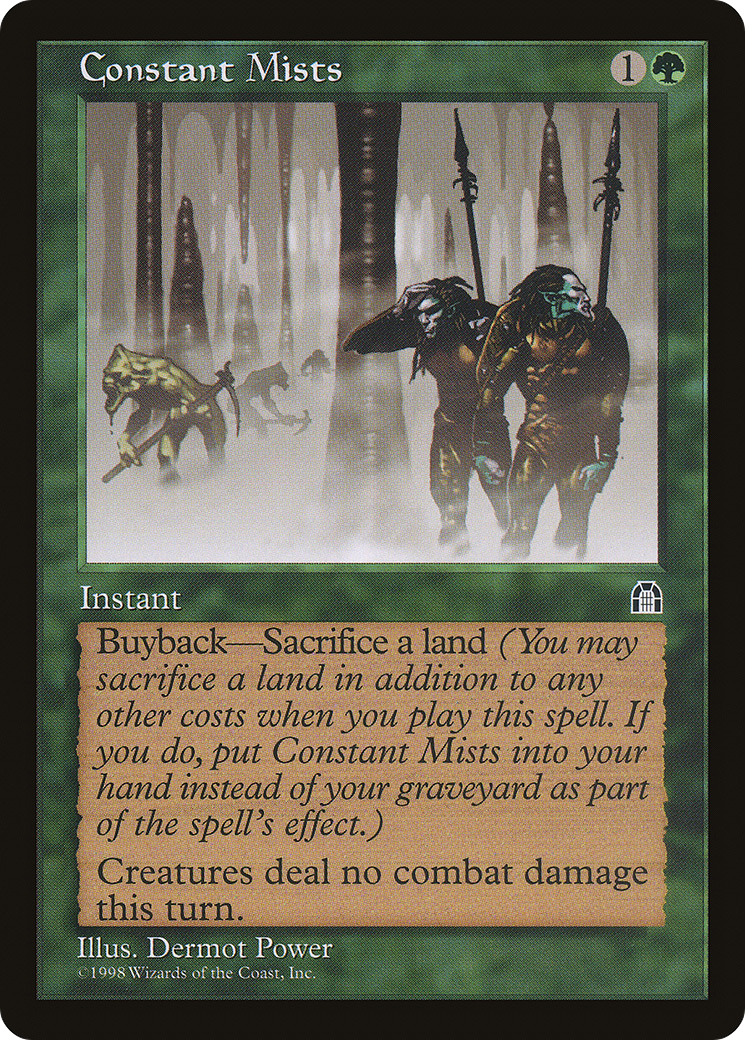 Constant Mists 1
Instant
Buyback—Sacrifice a land (You may
sacrifice a land in addition to any
other costs when you play this spell. If
you do, put Constant Mists into your
hand instead of your graveyard as part
of the spell's effect.)
Creatures deal no combat damage
this turn.
Illus. Dermot Power
©1998 Wizards of the Coast, Inc.